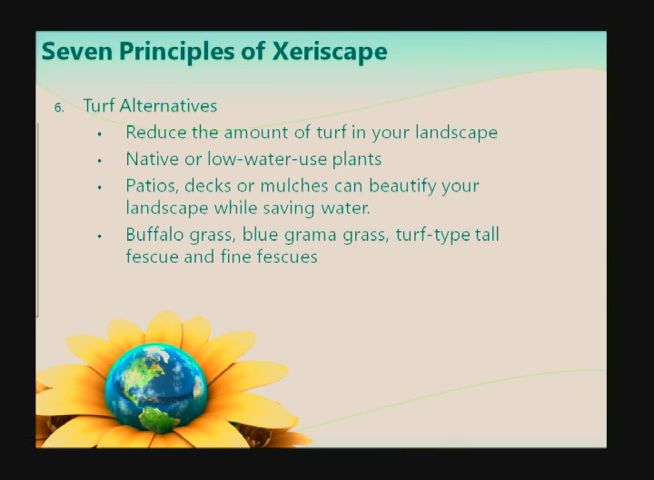 Seven Principles of Xeriscape
6. Turf Alternatives
• Reduce the amount of turf in your landscape
• Native or low-water-use plants
• Patios, decks or mulches can beautify your
landscape while saving water.
• Buffalo grass, blue grama grass, turf-type tall
fescue and fine fescues